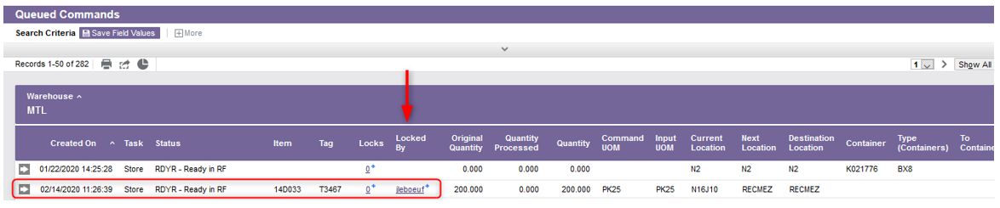 Queued Commands
Search Criteria Save Field Values More
Records 1-50 of 282 1 Show All
Warehouse
MTL
Created On Task Status Item Tag Locks Locked By Original Quantity Quantity Processed Quantity Command UOM Input UOM Current Location Next Location Destination Location Container Type (Containers) To Containe
01/22/2020 14:25:28 Store RDYR - Ready in RF 0* 0.000 0.000 0.000 N2 N2 N2 K021776 BX8
02/14/2020 11:26:39 Store RDYR - Ready in RF 14D033 T3467 0* jleboeuf* 200.000 0.000 200.000 PK25 PK25 N16J10 RECMEZ RECMEZ